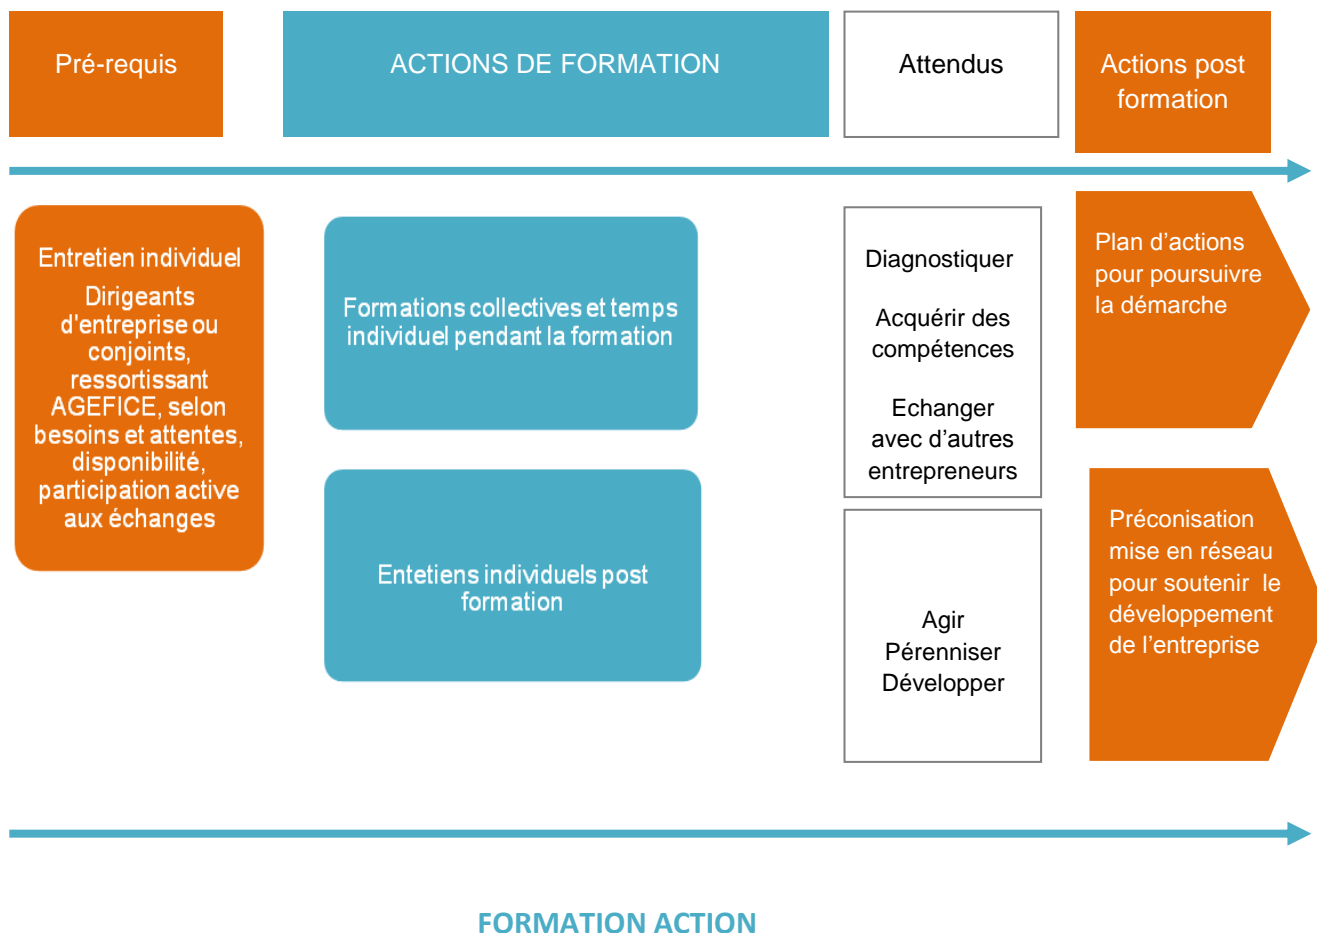 Pré-requis
ACTIONS DE FORMATION
Attendus
Actions post
formation
Entretien individuel
Dirigeants
d'entreprise ou
conjoints,
ressortissant
AGEFICE, selon
besoins et attentes,
disponibilité,
participation active
aux échanges
Formations collectives et temps
individuel pendant la formation
Entetiens individuels post
formation
Diagnostiquer
Acquérir des
compétences
Echanger
avec d’autres
entrepreneurs
Agir
Pérenniser
Développer
Plan d’actions
pour poursuivre
la démarche
Préconisation
mise en réseau
pour soutenir le
développement
de l’entreprise
FORMATION ACTION